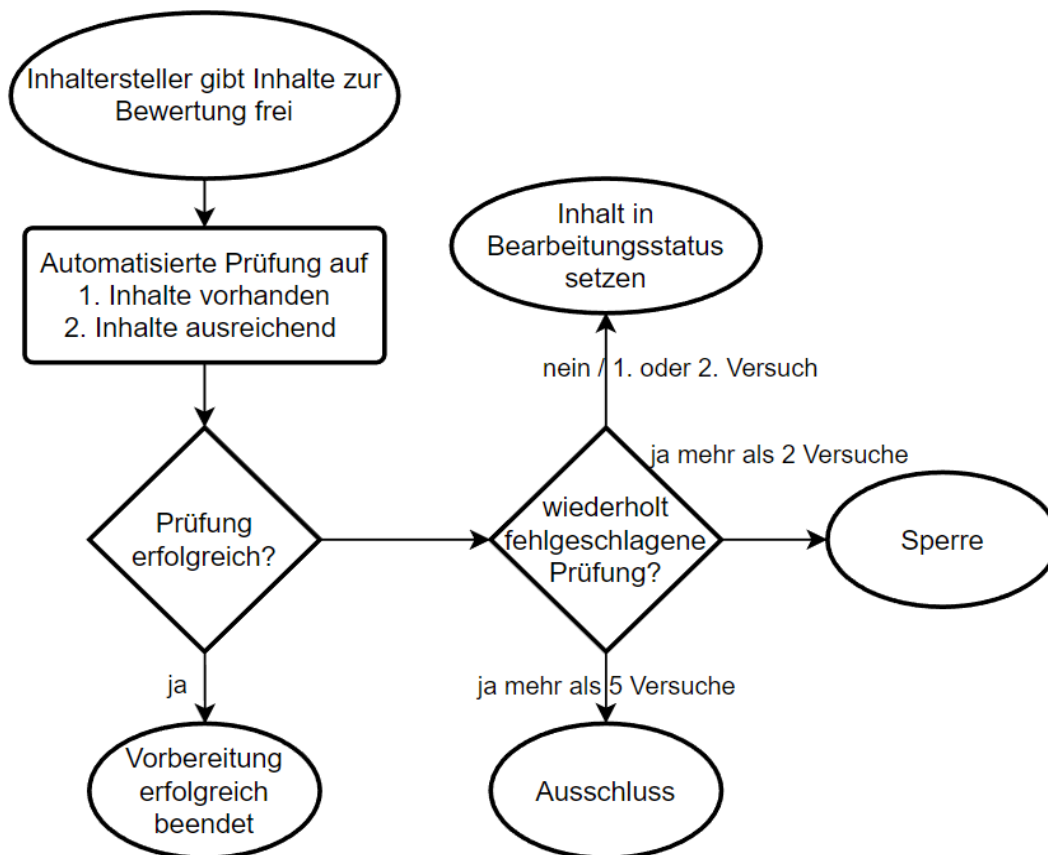 Inhaltersteller gibt Inhalte zur
Bewertung frei
Automatisierte Prüfung auf
1. Inhalte vorhanden
2. Inhalte ausreichend
Prüfung
erfolgreich?
ja
Vorbereitung
erfolgreich
beendet
Inhalt in
Bearbeitungsstatus
setzen
nein / 1. oder 2. Versuch
ja mehr als 2 Versuche
wiederholt
fehlgeschlagene
Prüfung?
Sperre
ja mehr als 5 Versuche
Ausschluss